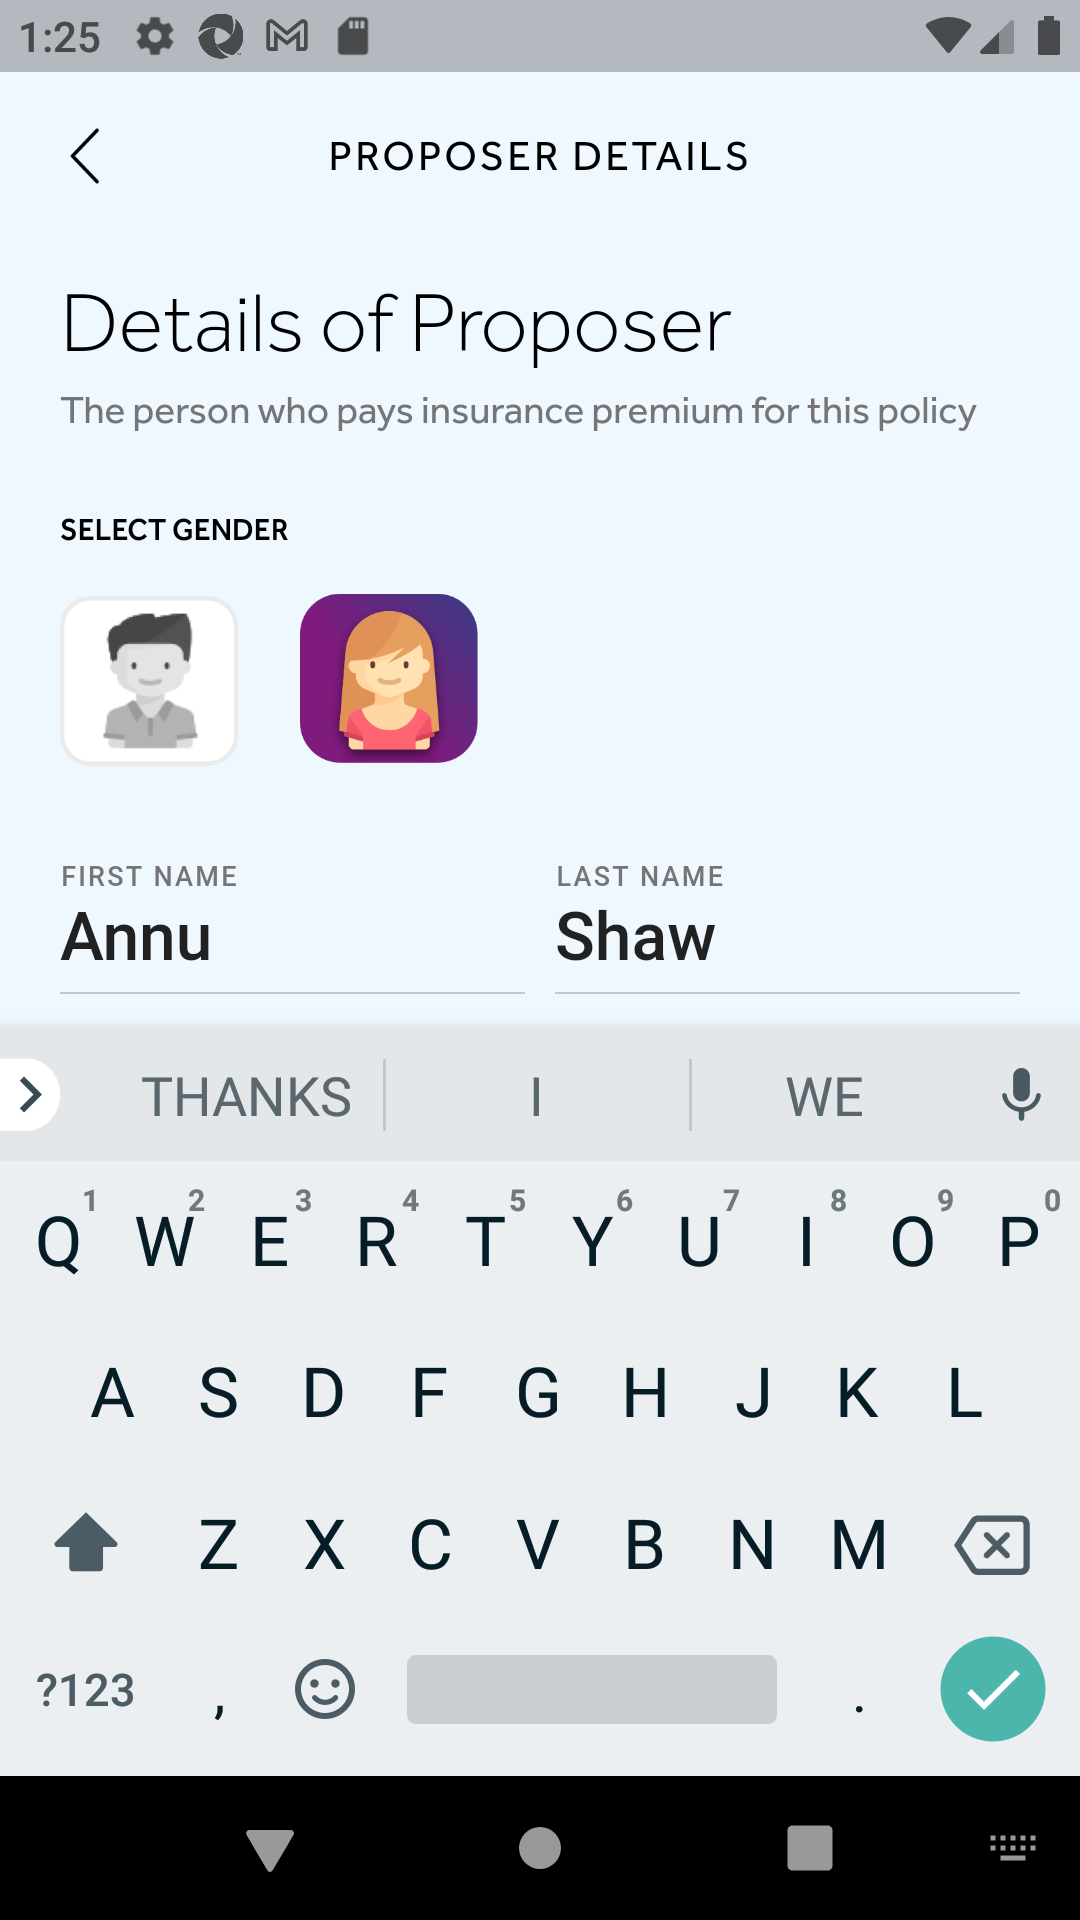 1:25
PROPOSER DETAILS
Details of Proposer
The person who pays insurance premium for this policy
SELECT GENDER
FIRST NAME LAST NAME
Annu Shaw
THANKS I WE
1 2 3 4 5 6 7 8 9 0
Q W E R T Y U I O P
A S D F G H J K L
Z X C V B N M
?123 , .